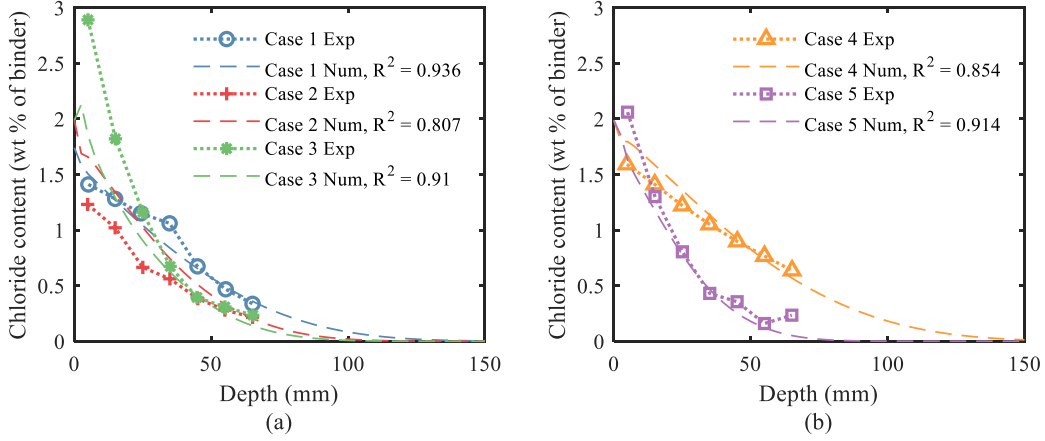 Chloride content (wt % of binder)
3
2.5
2
1.5
1
0.5
0
0
50
100
150
Case 1 Exp
Case 1 Num, R² = 0.936
Case 2 Exp
Case 2 Num, R² = 0.807
Case 3 Exp
Case 3 Num, R² = 0.91
Depth (mm)
(a)
Chloride content (wt % of binder)
3
2.5
2
1.5
1
0.5
0
0
50
100
150
Case 4 Exp
Case 4 Num, R² = 0.854
Case 5 Exp
Case 5 Num, R² = 0.914
Depth (mm)
(b)